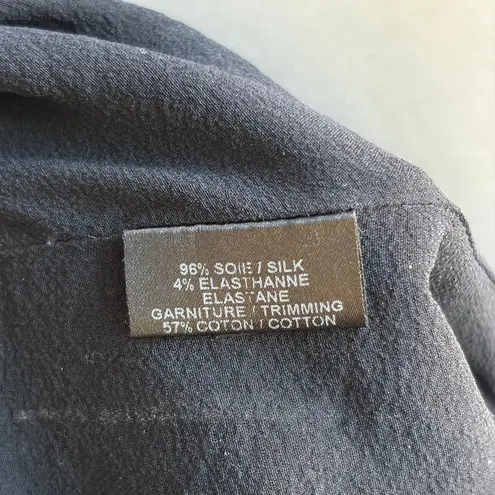 96% SOIE / SILK
4% ELASTHANNE
ELASTANE
GARNITURE / TRIMMING
57% COTON / COTTON